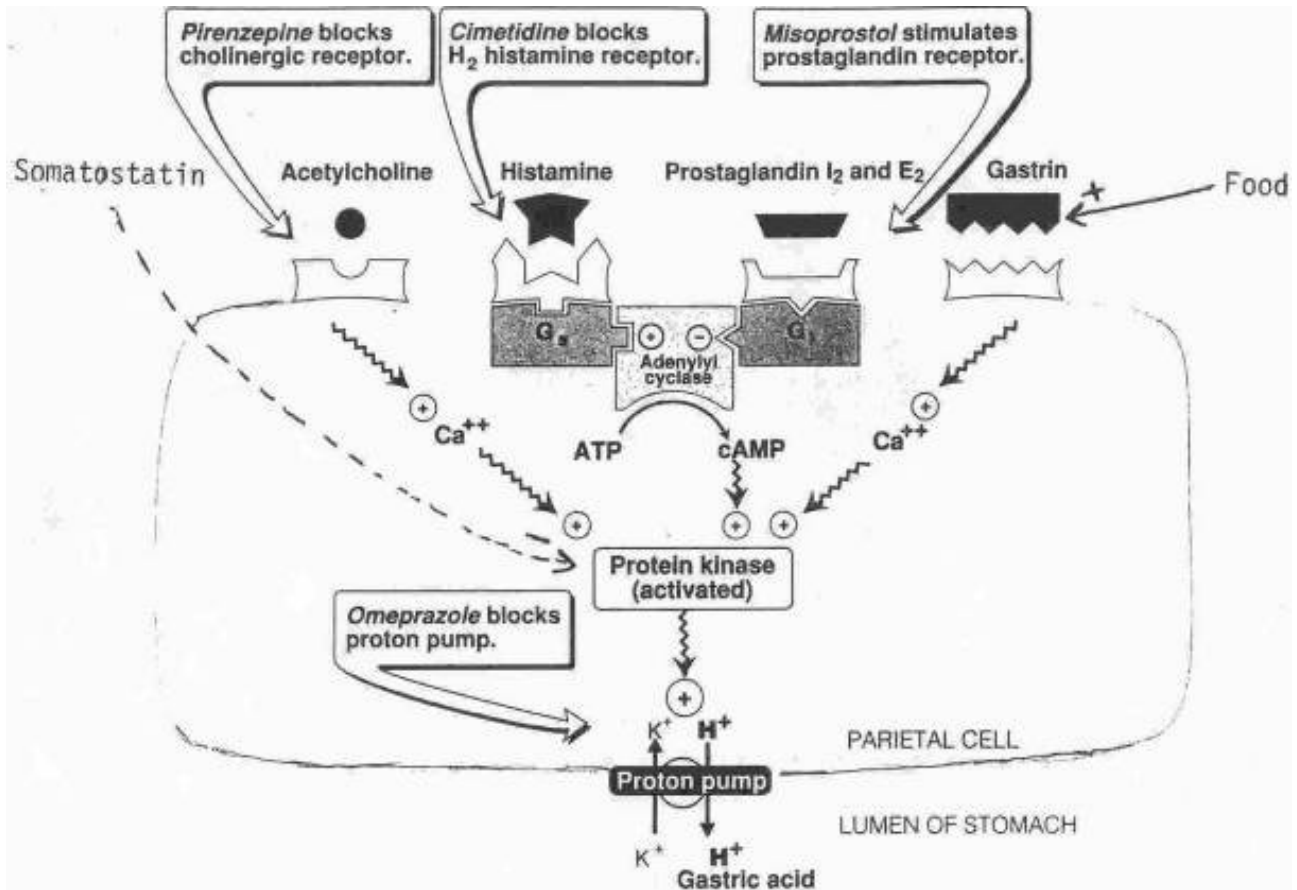 Pirenzepine blocks
cholinergic receptor.
Cimetidine blocks
H₂ histamine receptor.
Misoprostol stimulates
prostaglandin receptor.
Somatostatin
Acetylcholine
Histamine
Prostaglandin I₂ and E₂
Gastrin
+
Food
Gs
+
−
Gi
Adenylyl
cyclase
+
Ca++
ATP
cAMP
+
Ca++
+
+
+
−
Protein kinase
(activated)
Omeprazole blocks
proton pump.
+
K+
H+
PARIETAL CELL
Proton pump
LUMEN OF STOMACH
K+
H+
Gastric acid